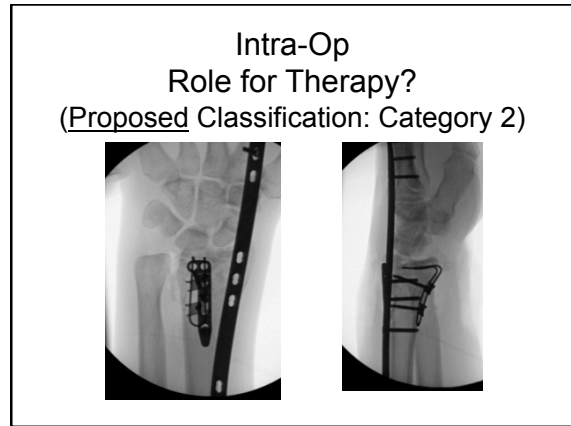 Intra-Op
Role for Therapy?
(Proposed Classification: Category 2)